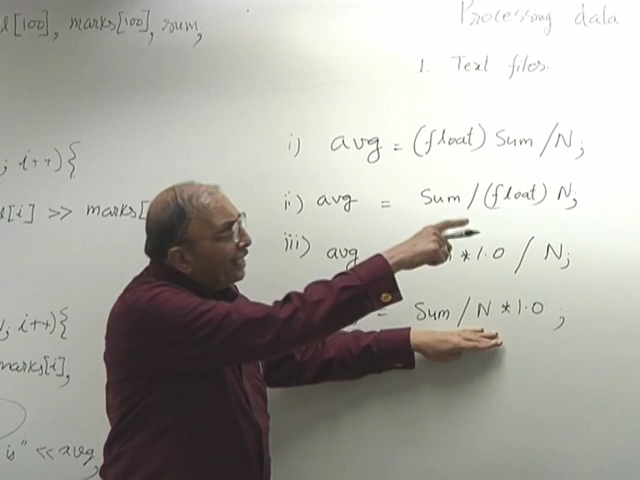 l[100], marks[100], sum,
Processong data
1. Text files.
; i++){
[i] >> marks[
i) avg = (float) Sum / N;
ii) avg = Sum / (float) N;
iii) avg * 1.0 / N;
= Sum / N * 1.0 ;
; i++){
marks[i],
is" << avg,